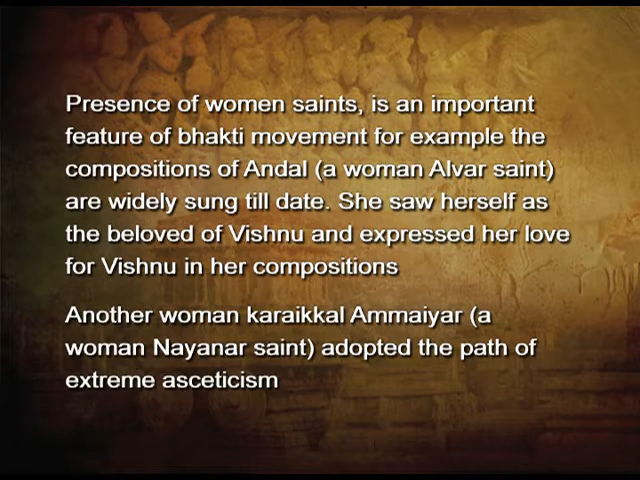 Presence of women saints, is an important
feature of bhakti movement for example the
compositions of Andal (a woman Alvar saint)
are widely sung till date. She saw herself as
the beloved of Vishnu and expressed her love
for Vishnu in her compositions
Another woman karaikkal Ammaiyar (a
woman Nayanar saint) adopted the path of
extreme asceticism